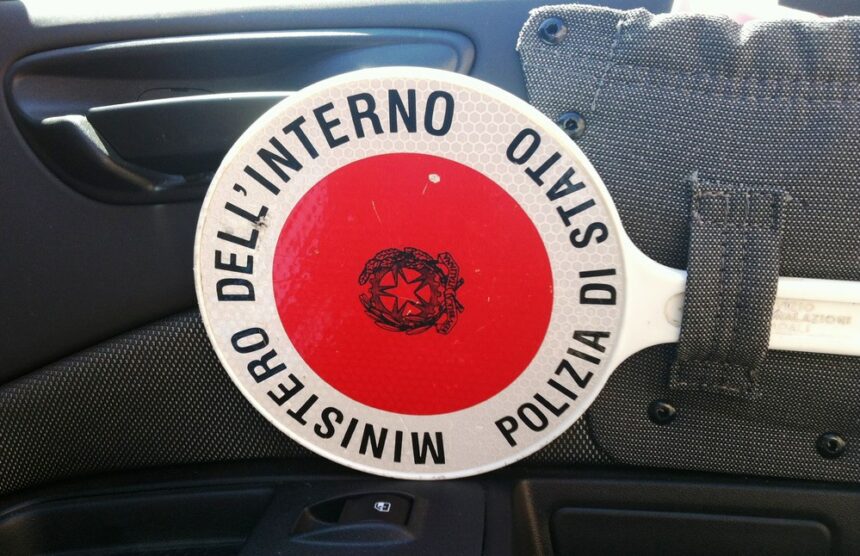 MINISTERO DELL'INTERNO
POLIZIA DI STATO